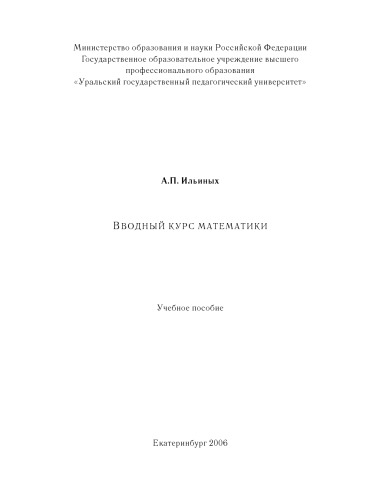 Министерство образования и науки Российской Федерации
Государственное образовательное учреждение высшего
профессионального образования
«Уральский государственный педагогический университет»
А.П. Ильиных
Вводный курс математики
Учебное пособие
Екатеринбург 2006